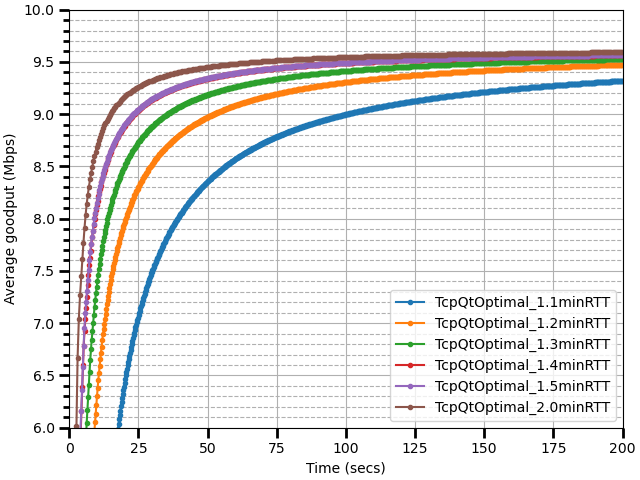 10.0
9.5
9.0
8.5
8.0
7.5
7.0
6.5
6.0
Average goodput (Mbps)
0 25 50 75 100 125 150 175 200
Time (secs)
TcpQtOptimal_1.1minRTT
TcpQtOptimal_1.2minRTT
TcpQtOptimal_1.3minRTT
TcpQtOptimal_1.4minRTT
TcpQtOptimal_1.5minRTT
TcpQtOptimal_2.0minRTT